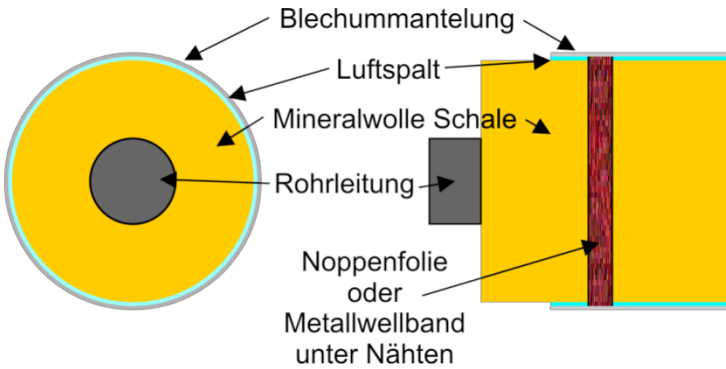 Blechummantelung
Luftspalt
Mineralwolle Schale
Rohrleitung
Noppenfolie
oder
Metallwellband
unter Nähten